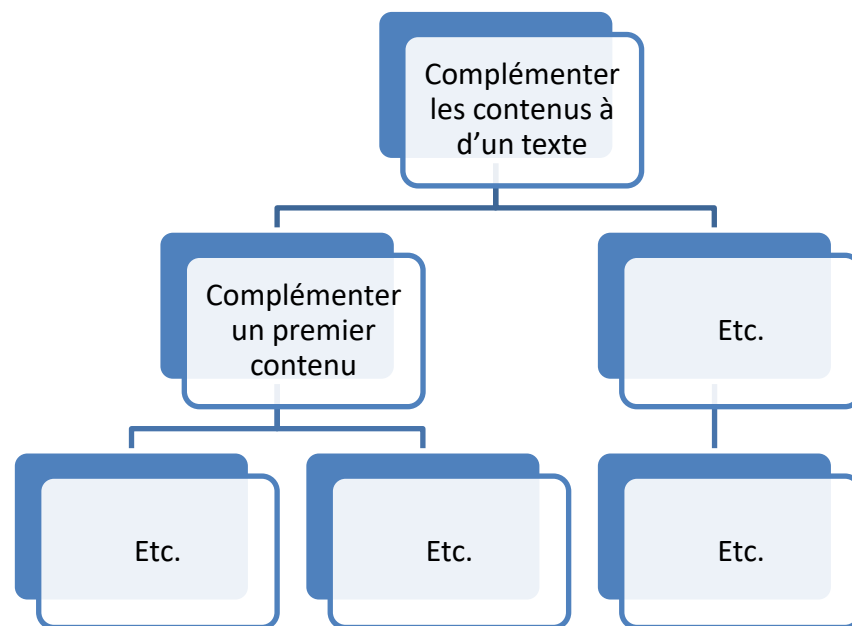 Complémenter
les contenus à
d’un texte
Complémenter
un premier
contenu
Etc.
Etc.
Etc.
Etc.